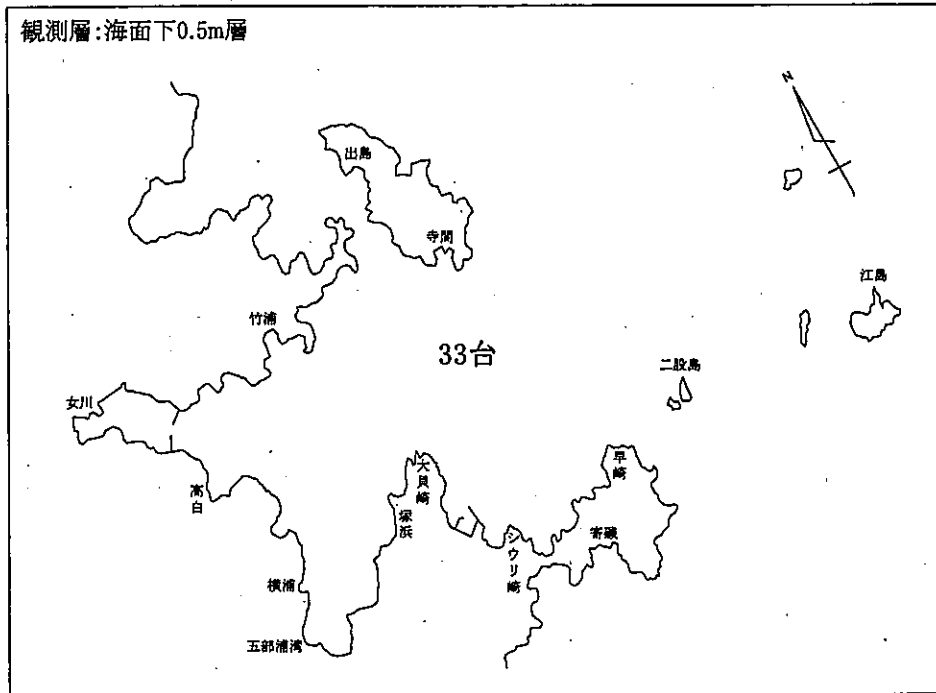 観測層:海面下0.5m層
N
出島
寺間
江島
竹浦
33台
二股島
女川
大貝崎
早崎
高白
塚浜
寄磯
シウリ崎
横浦
五部浦湾